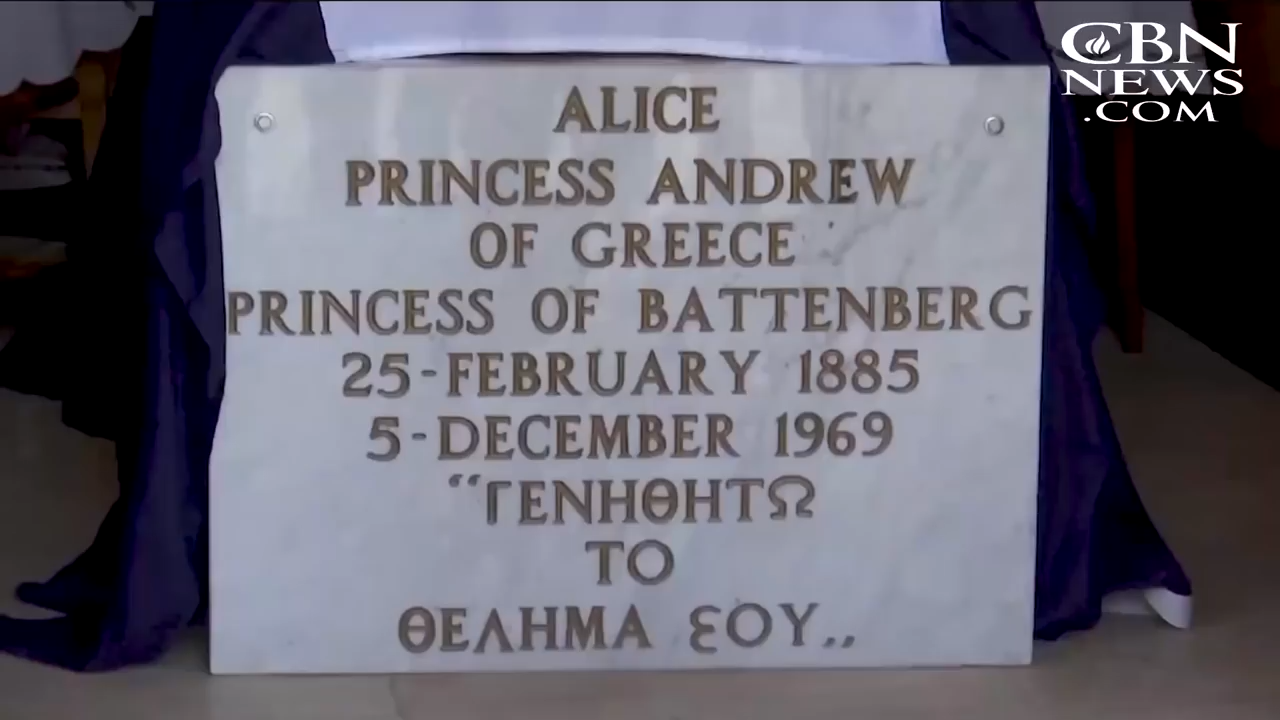 CBN
NEWS
.COM
ALICE
PRINCESS ANDREW
OF GREECE
PRINCESS OF BATTENBERG
25-FEBRUARY 1885
5-DECEMBER 1969
“ΓΕΝΗΘΗΤΩ
ΤΟ
ΘΕΛΗΜΑ ΣΟΥ„